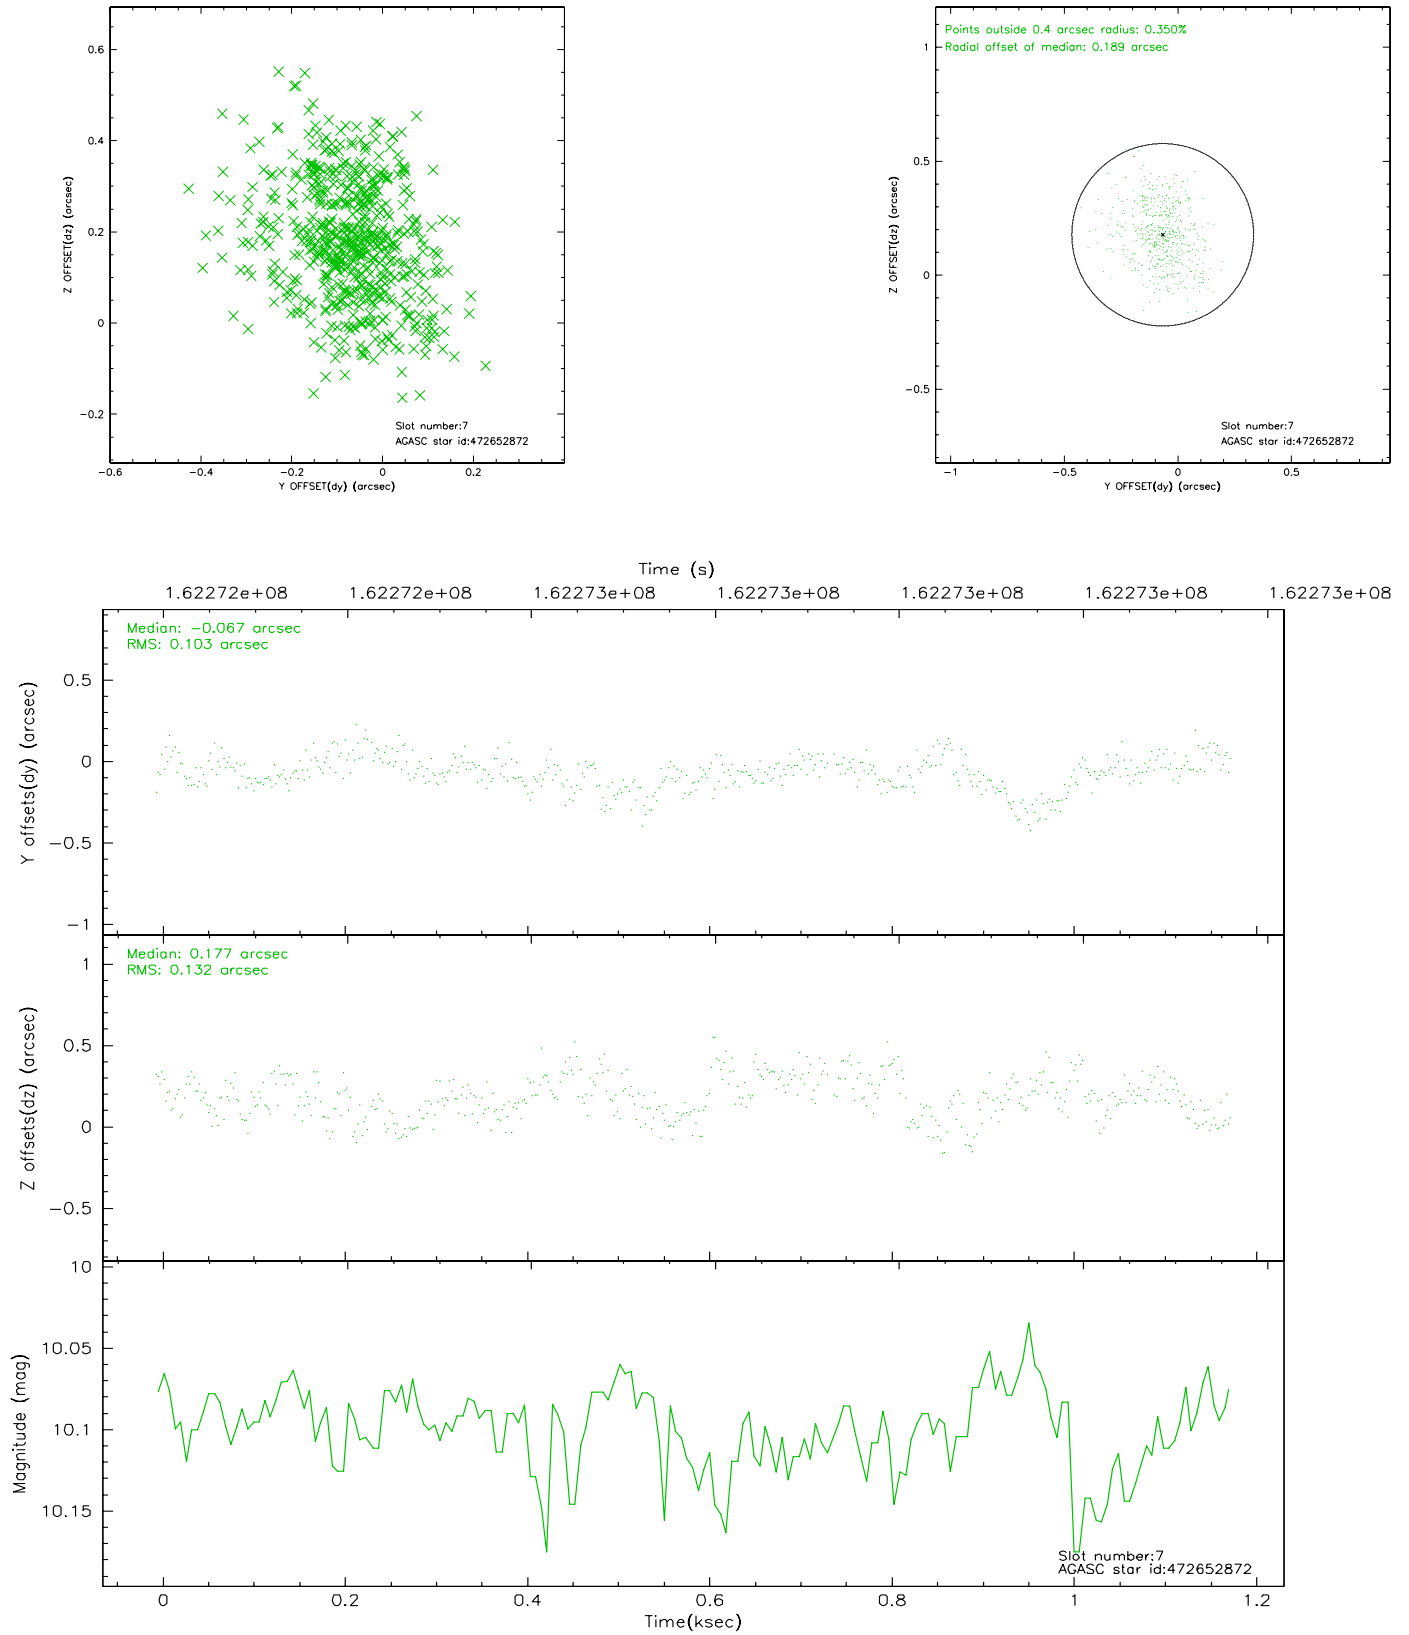 0.6
0.4
0.2
0
-0.2
Z OFFSET(dz) (arcsec)
-0.6
-0.4
-0.2
0
0.2
Y OFFSET(dy) (arcsec)
Slot number:7
AGASC star id:472652872
Points outside 0.4 arcsec radius: 0.350%
Radial offset of median: 0.189 arcsec
1
0.5
0
-0.5
Z OFFSET(dz) (arcsec)
-1
-0.5
0
0.5
Y OFFSET(dy) (arcsec)
Slot number:7
AGASC star id:472652872
Time (s)
1.62272e+08 1.62272e+08 1.62273e+08 1.62273e+08 1.62273e+08 1.62273e+08 1.62273e+08
Median: -0.067 arcsec
RMS: 0.103 arcsec
0.5
0
-0.5
-1
Y offsets(dy) (arcsec)
Median: 0.177 arcsec
RMS: 0.132 arcsec
1
0.5
0
-0.5
Z offsets(dz) (arcsec)
10
10.05
10.1
10.15
Magnitude (mag)
Slot number:7
AGASC star id:472652872
0 0.2 0.4 0.6 0.8 1 1.2
Time(ksec)